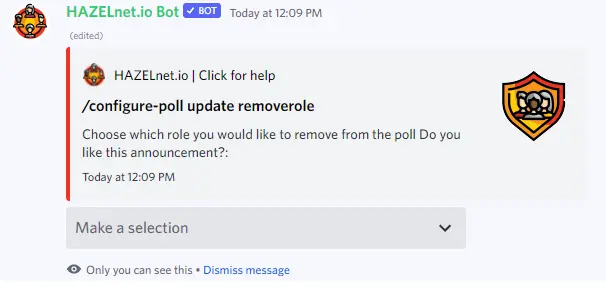 HAZELnet.io Bot BOT Today at 12:09 PM
(edited)
HAZELnet.io | Click for help
/configure-poll update removerole
Choose which role you would like to remove from the poll Do you
like this announcement?:
Today at 12:09 PM
Make a selection
Only you can see this • Dismiss message